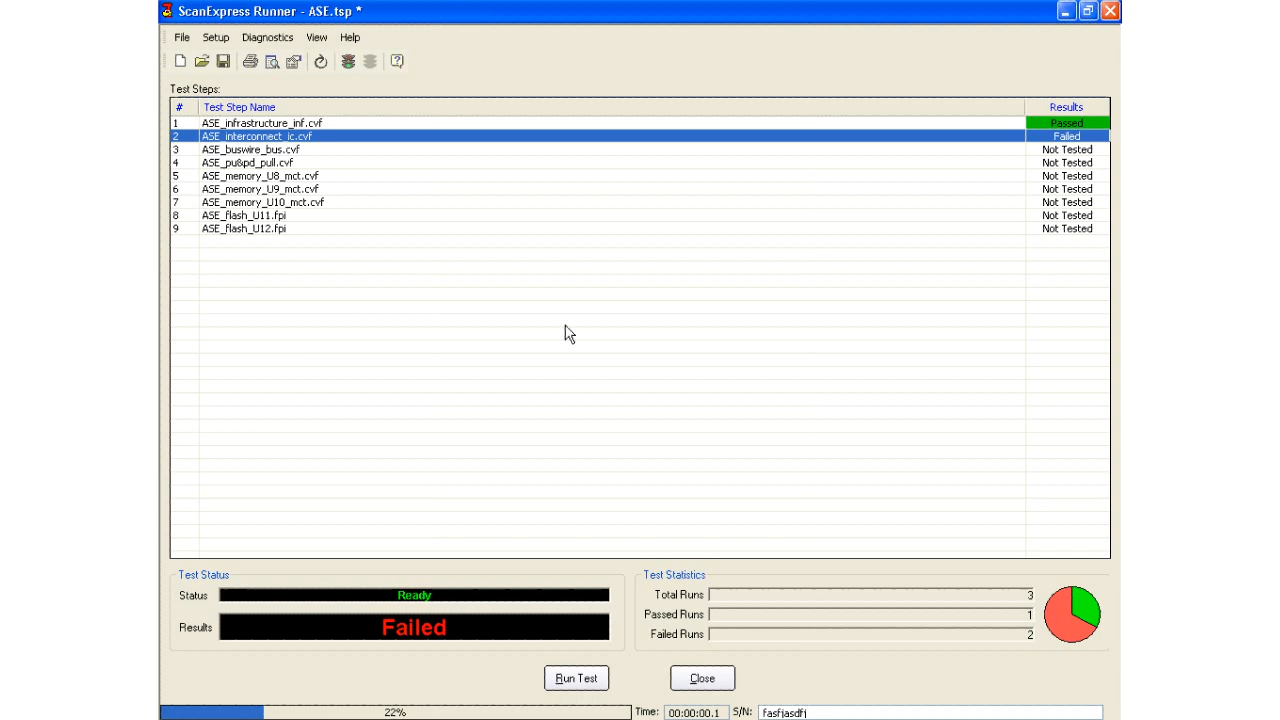 ScanExpress Runner - ASE.tsp *
File Setup Diagnostics View Help
Test Steps:
# Test Step Name Results
1 ASE_infrastructure_inf.cvf Passed
2 ASE_interconnect_ic.cvf Failed
3 ASE_buswire_bus.cvf Not Tested
4 ASE_pu&pd_pull.cvf Not Tested
5 ASE_memory_U8_mct.cvf Not Tested
6 ASE_memory_U9_mct.cvf Not Tested
7 ASE_memory_U10_mct.cvf Not Tested
8 ASE_flash_U11.fpi Not Tested
9 ASE_flash_U12.fpi Not Tested
Test Status
Status Ready
Results Failed
Test Statistics
Total Runs 3
Passed Runs 1
Failed Runs 2
Run Test Close
22% Time: 00:00:00.1 S/N: fasfjasdfj